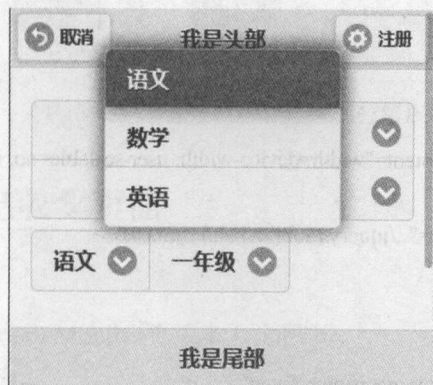 取消 我是头部 注册
语文
数学
英语
语文 一年级
我是尾部